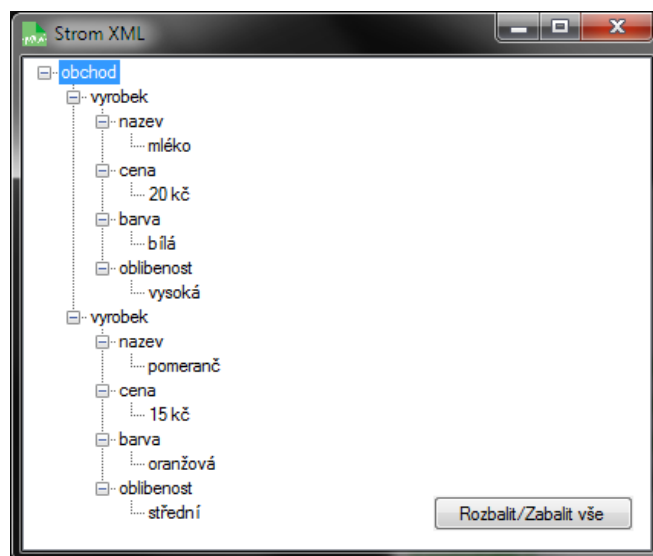 Strom XML
obchod
vyrobek
nazev
mléko
cena
20 kč
barva
bílá
oblibenost
vysoká
vyrobek
nazev
pomeranč
cena
15 kč
barva
oranžová
oblibenost
střední
Rozbalit/Zabalit vše